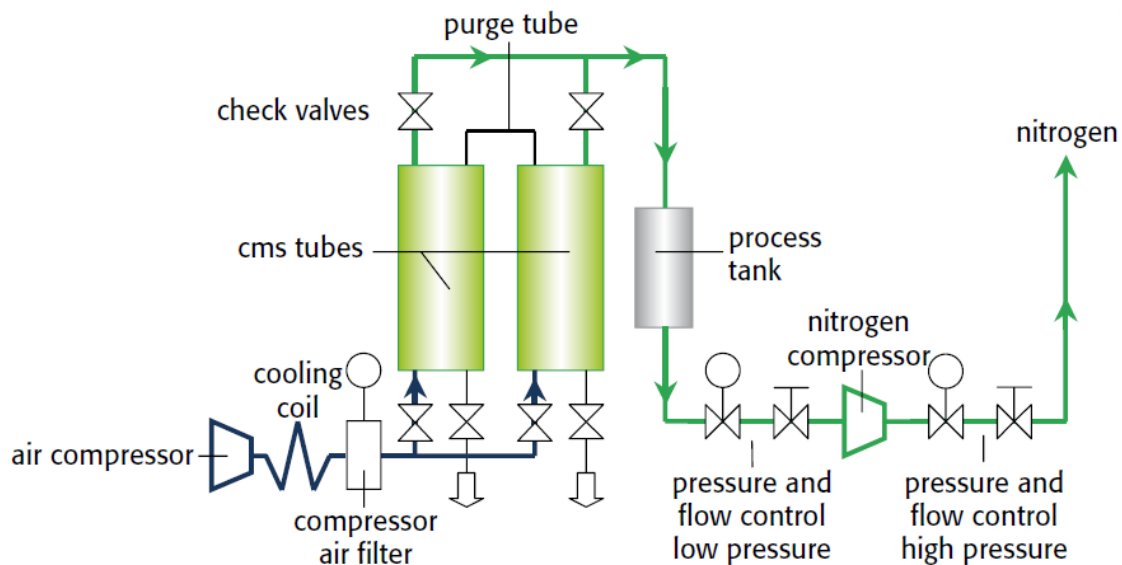 purge tube
check valves
nitrogen
cms tubes
process
tank
nitrogen
compressor
cooling
coil
air compressor
compressor
air filter
pressure and
flow control
low pressure
pressure and
flow control
high pressure